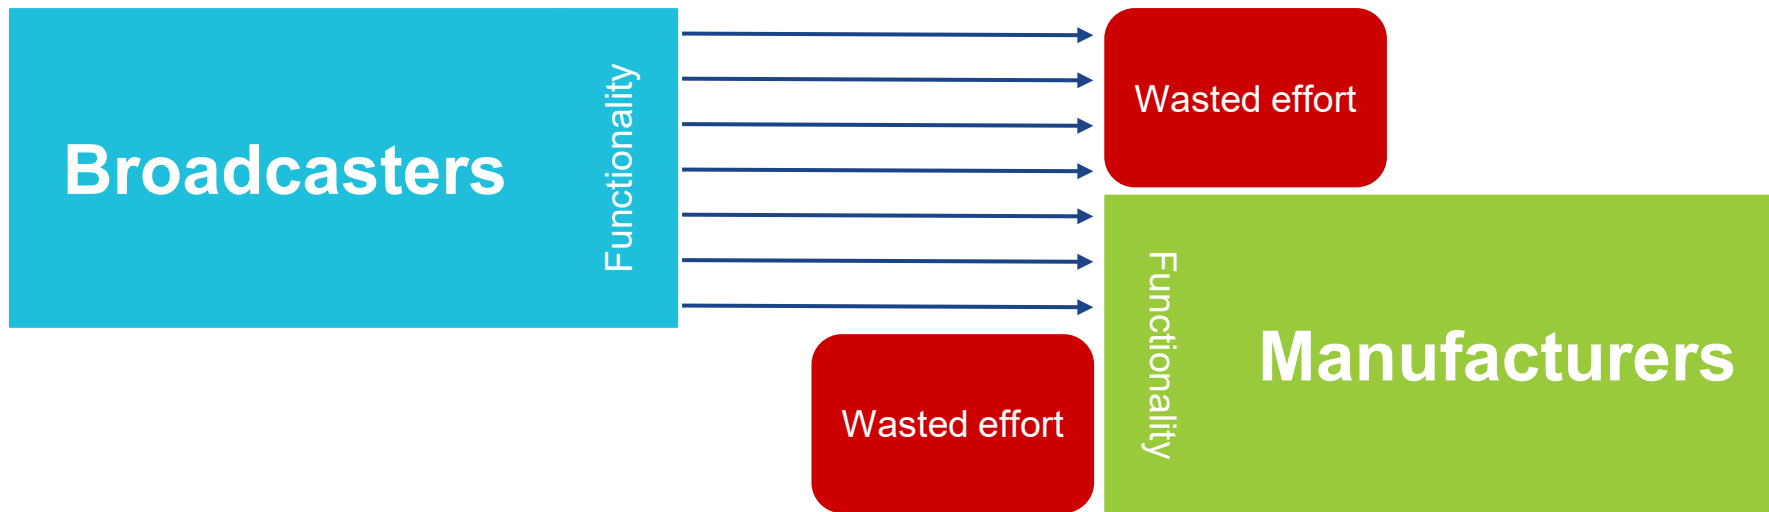 Broadcasters
Functionality
Wasted effort
Wasted effort
Functionality
Manufacturers